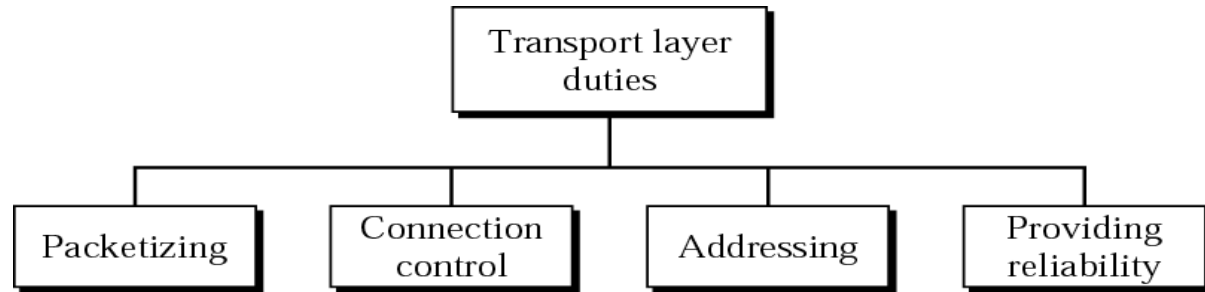 Transport layer
duties
Packetizing
Connection
control
Addressing
Providing
reliability